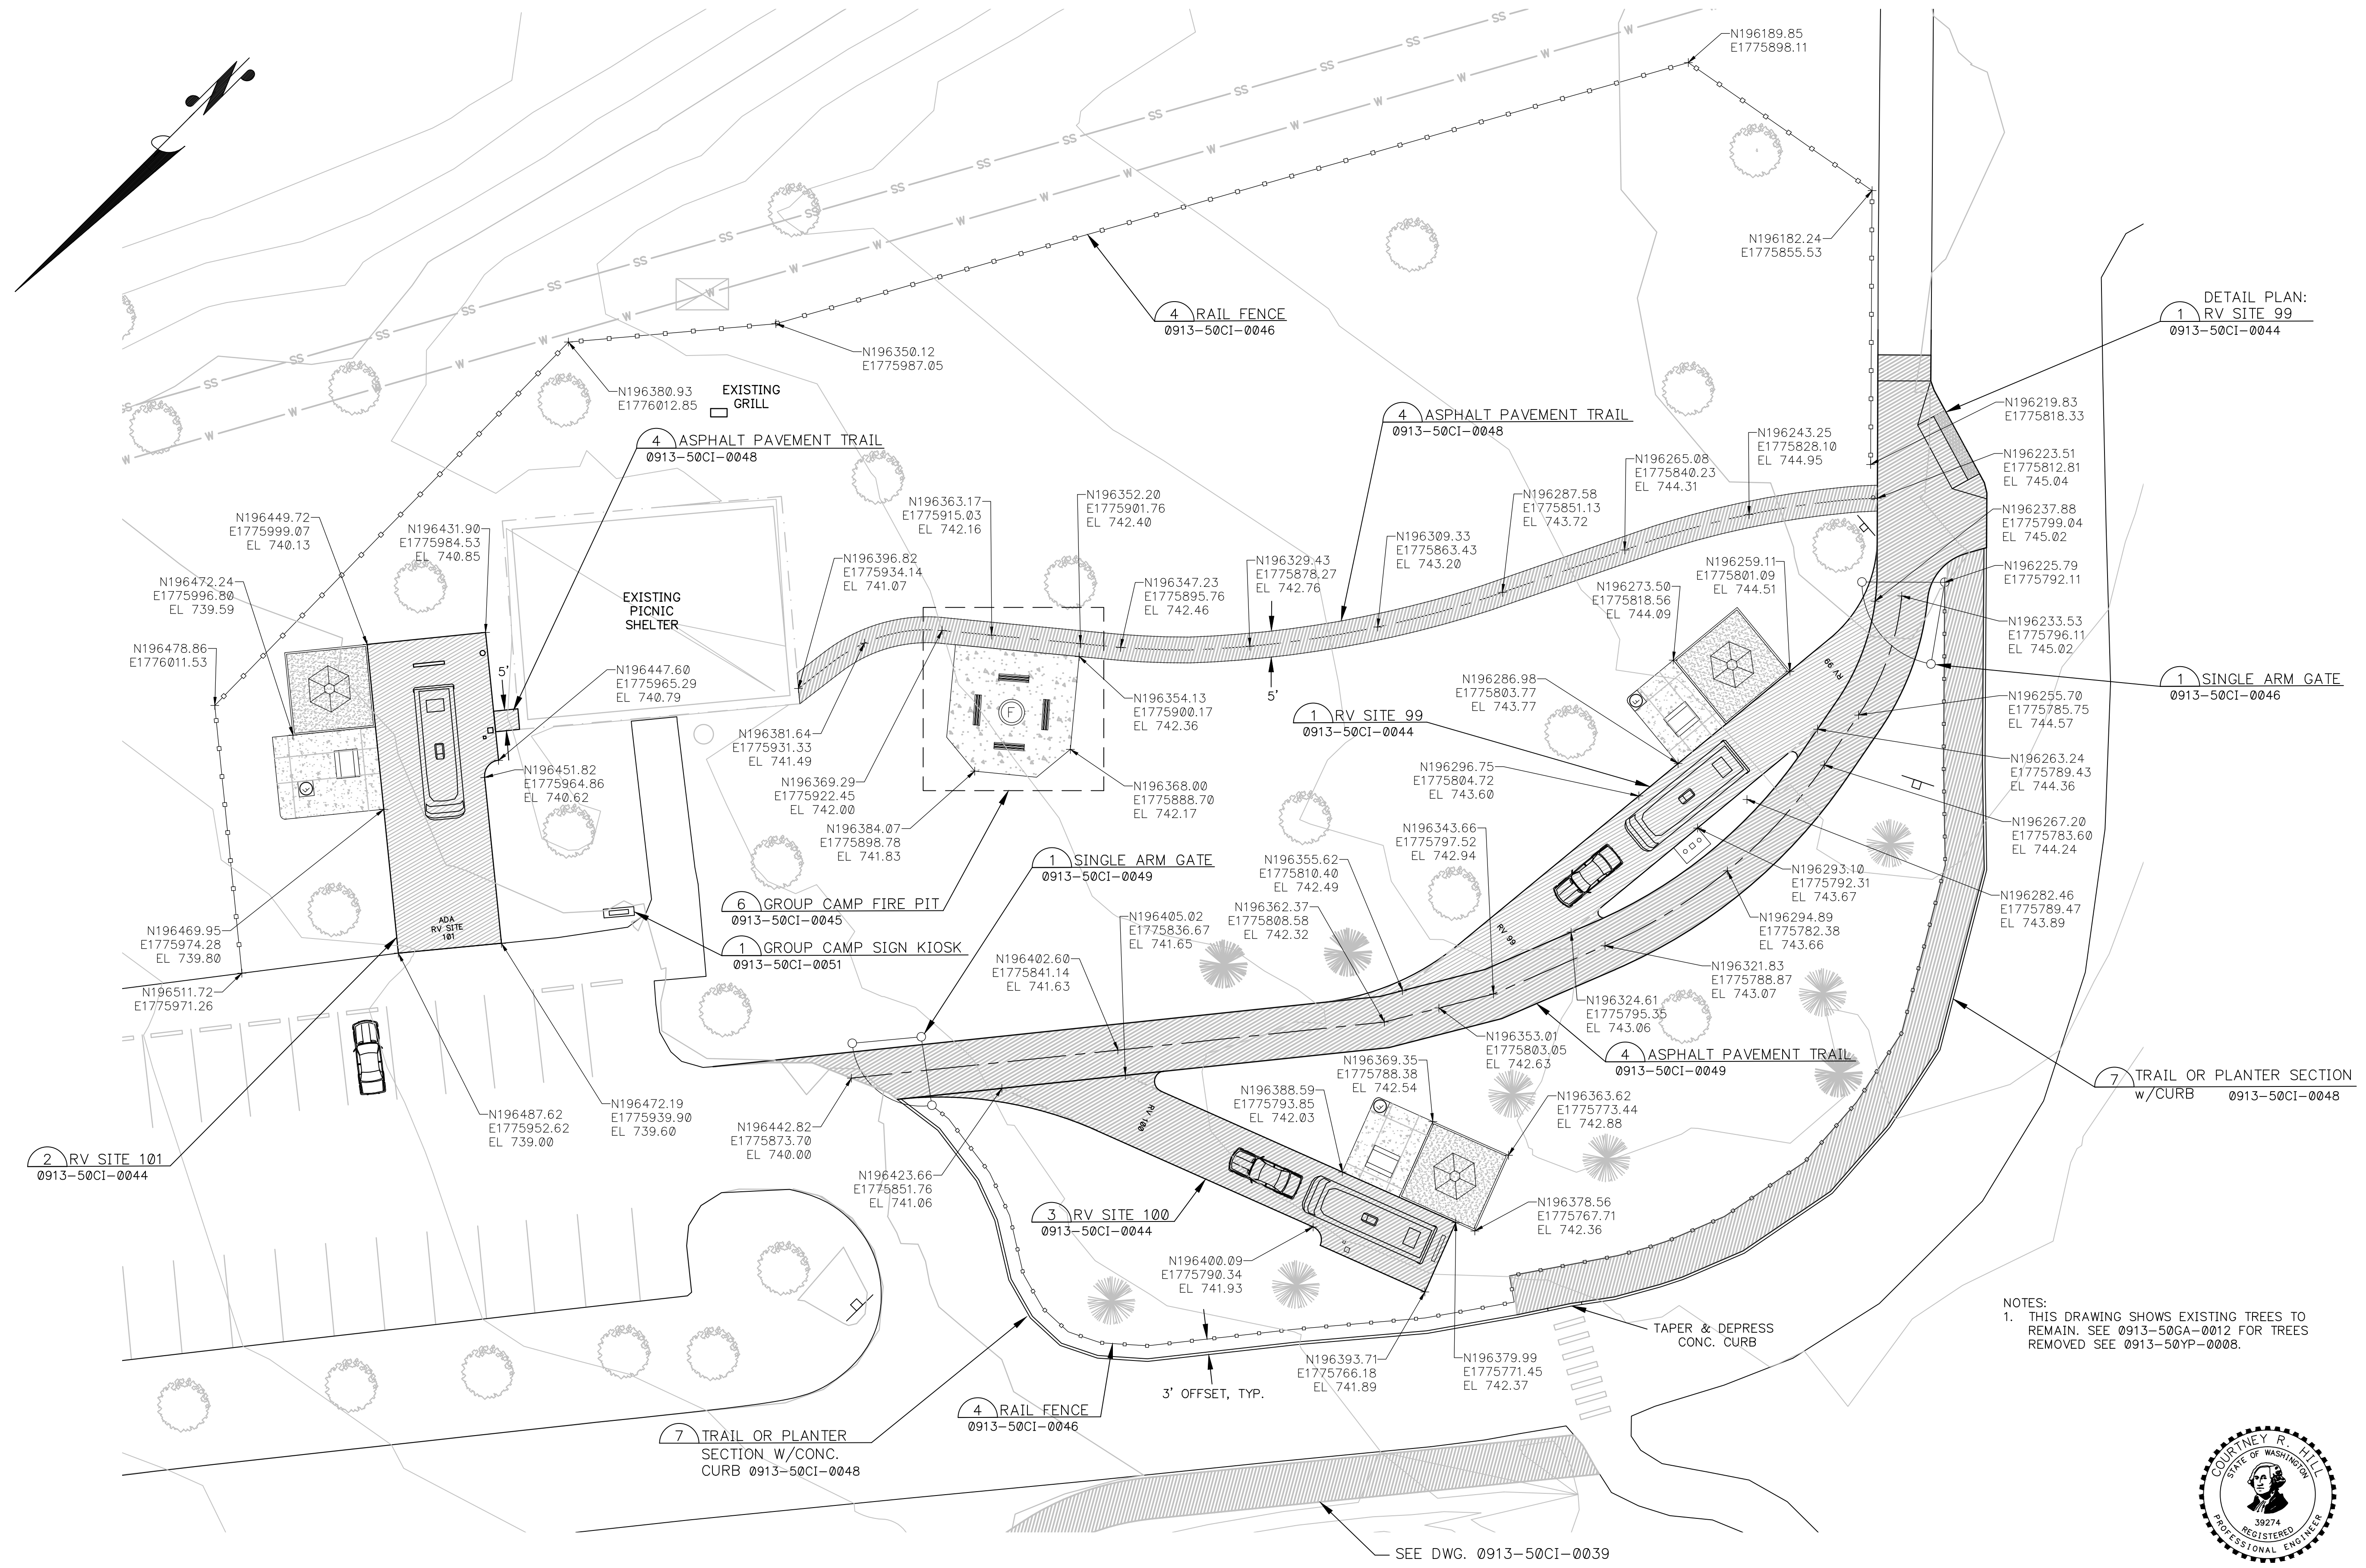 N196189.85
E1775898.11
SS
W
N196182.24
E1775855.53
4 RAIL FENCE
0913-50CI-0046
DETAIL PLAN:
1 RV SITE 99
0913-50CI-0044
N196350.12
E1775987.05
N196380.93
E1776012.85
EXISTING
GRILL
4 ASPHALT PAVEMENT TRAIL
0913-50CI-0048
4 ASPHALT PAVEMENT TRAIL
0913-50CI-0048
N196219.83
E1775818.33
N196243.25
E1775828.10
EL 744.95
N196265.08
E1775840.23
EL 744.31
N196223.51
E1775812.81
EL 745.04
N196287.58
E1775851.13
EL 743.72
N196363.17
E1775915.03
EL 742.16
N196352.20
E1775901.76
EL 742.40
N196237.88
E1775799.04
EL 745.02
N196449.72
E1775999.07
EL 740.13
N196431.90
E1775984.53
EL 740.85
N196309.33
E1775863.43
EL 743.20
N196396.82
E1775934.14
EL 741.07
N196329.43
E1775878.27
EL 742.76
N196347.23
E1775895.76
EL 742.46
N196259.11
E1775801.09
EL 744.51
N196225.79
E1775792.11
N196472.24
E1775996.80
EL 739.59
EXISTING
PICNIC
SHELTER
N196273.50
E1775818.56
EL 744.09
N196233.53
E1775796.11
EL 745.02
N196478.86
E1776011.53
5'
N196447.60
E1775965.29
EL 740.79
RV 99
1 SINGLE ARM GATE
0913-50CI-0046
N196286.98
E1775803.77
EL 743.77
N196354.13
E1775900.17
EL 742.36
5'
F
1 RV SITE 99
0913-50CI-0044
N196255.70
E1775785.75
EL 744.57
N196381.64
E1775931.33
EL 741.49
N196451.82
E1775964.86
EL 740.62
N196296.75
E1775804.72
EL 743.60
N196263.24
E1775789.43
EL 744.36
N196369.29
E1775922.45
EL 742.00
N196368.00
E1775888.70
EL 742.17
N196384.07
E1775898.78
EL 741.83
N196343.66
E1775797.52
EL 742.94
N196267.20
E1775783.60
EL 744.24
1 SINGLE ARM GATE
0913-50CI-0049
N196355.62
E1775810.40
EL 742.49
N196293.10
E1775792.31
EL 743.67
N196282.46
E1775789.47
EL 743.89
6 GROUP CAMP FIRE PIT
0913-50CI-0045
N196362.37
E1775808.58
EL 742.32
N196405.02
E1775836.67
EL 741.65
N196294.89
E1775782.38
EL 743.66
ADA
RV SITE
101
RV 99
N196469.95
E1775974.28
EL 739.80
1 GROUP CAMP SIGN KIOSK
0913-50CI-0051
N196402.60
E1775841.14
EL 741.63
N196321.83
E1775788.87
EL 743.07
N196511.72
E1775971.26
N196324.61
E1775795.35
EL 743.06
N196353.01
E1775803.05
EL 742.63
4 ASPHALT PAVEMENT TRAIL
0913-50CI-0049
N196369.35
E1775788.38
EL 742.54
7 TRAIL OR PLANTER SECTION
W/CURB 0913-50CI-0048
N196388.59
E1775793.85
EL 742.03
N196363.62
E1775773.44
EL 742.88
RV 100
N196487.62
E1775952.62
EL 739.00
N196472.19
E1775939.90
EL 739.60
N196442.82
E1775873.70
EL 740.00
2 RV SITE 101
0913-50CI-0044
N196423.66
E1775851.76
EL 741.06
3 RV SITE 100
0913-50CI-0044
N196378.56
E1775767.71
EL 742.36
N196400.09
E1775790.34
EL 741.93
NOTES:
1. THIS DRAWING SHOWS EXISTING TREES TO
REMAIN. SEE 0913-50GA-0012 FOR TREES
REMOVED SEE 0913-50YP-0008.
TAPER & DEPRESS
CONC. CURB
N196393.71
E1775766.18
EL 741.89
N196379.99
E1775771.45
EL 742.37
3' OFFSET, TYP.
4 RAIL FENCE
0913-50CI-0046
7 TRAIL OR PLANTER
SECTION W/CONC.
CURB 0913-50CI-0048
SEE DWG. 0913-50CI-0039
COURTNEY R. HILL
STATE OF WASHINGTON
39274
REGISTERED
PROFESSIONAL ENGINEER